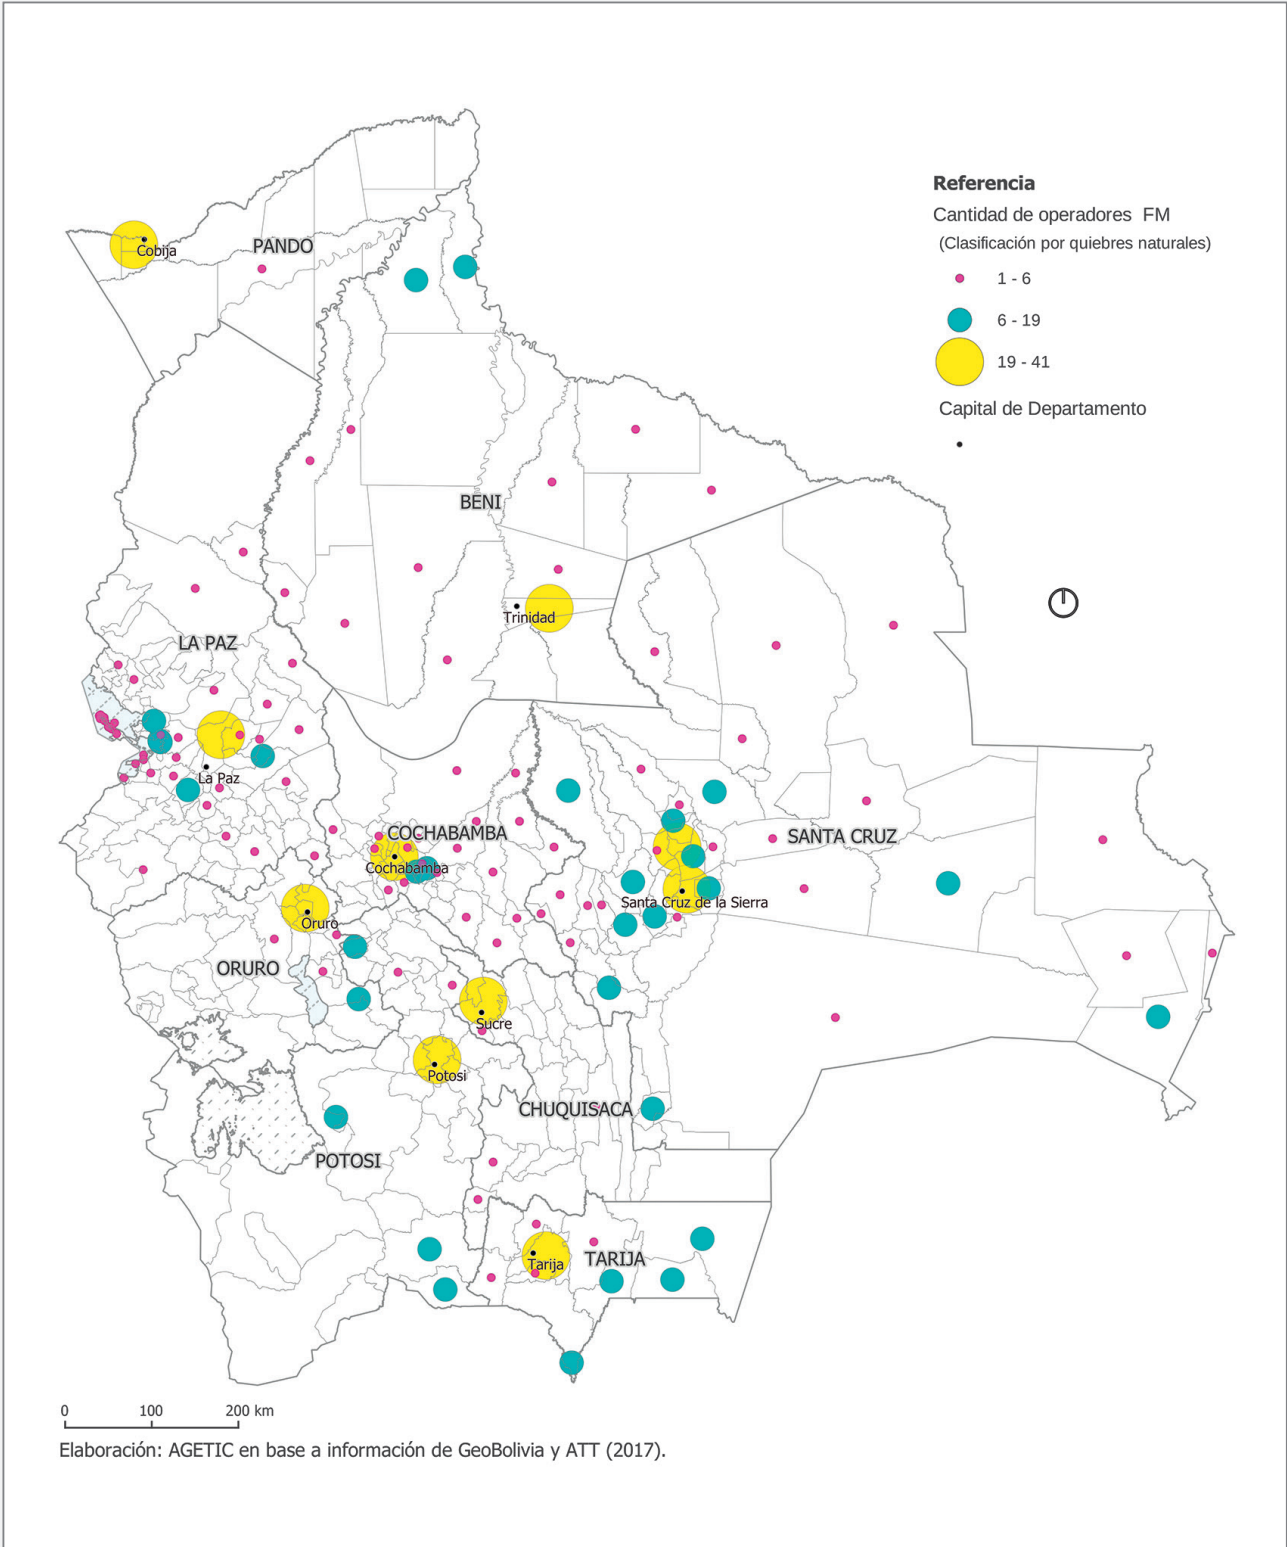 Referencia
Cantidad de operadores FM
(Clasificación por quiebres naturales)
1 - 6
6 - 19
19 - 41
Capital de Departamento
Cobija
PANDO
BENI
Trinidad
LA PAZ
La Paz
COCHABAMBA
Cochabamba
SANTA CRUZ
Santa Cruz de la Sierra
Oruro
ORURO
Sucre
Potosi
CHUQUISACA
POTOSI
Tarija
TARIJA
0 100 200 km
Elaboración: AGETIC en base a información de GeoBolivia y ATT (2017).